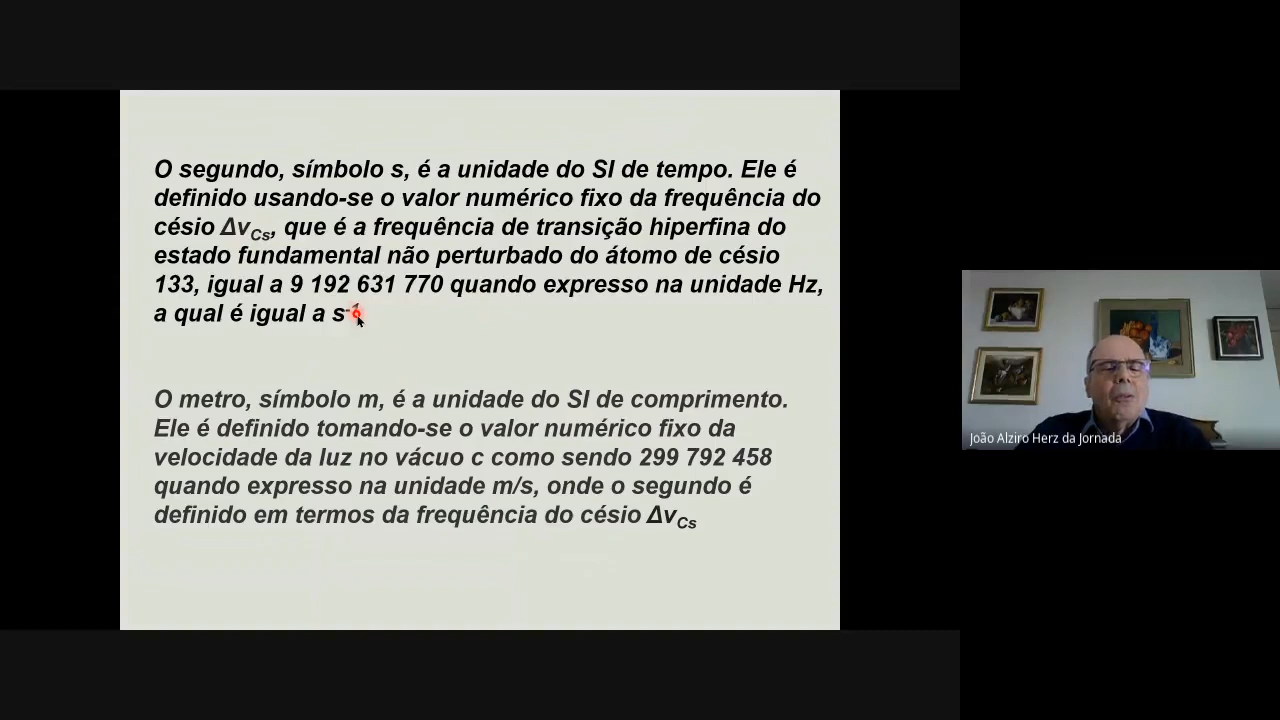 O segundo, símbolo s, é a unidade do SI de tempo. Ele é
definido usando-se o valor numérico fixo da frequência do
césio ΔνCs, que é a frequência de transição hiperfina do
estado fundamental não perturbado do átomo de césio
133, igual a 9 192 631 770 quando expresso na unidade Hz,
a qual é igual a s⁻¹
O metro, símbolo m, é a unidade do SI de comprimento.
Ele é definido tomando-se o valor numérico fixo da
velocidade da luz no vácuo c como sendo 299 792 458
quando expresso na unidade m/s, onde o segundo é
definido em termos da frequência do césio ΔνCs
João Alziro Herz da Jornada